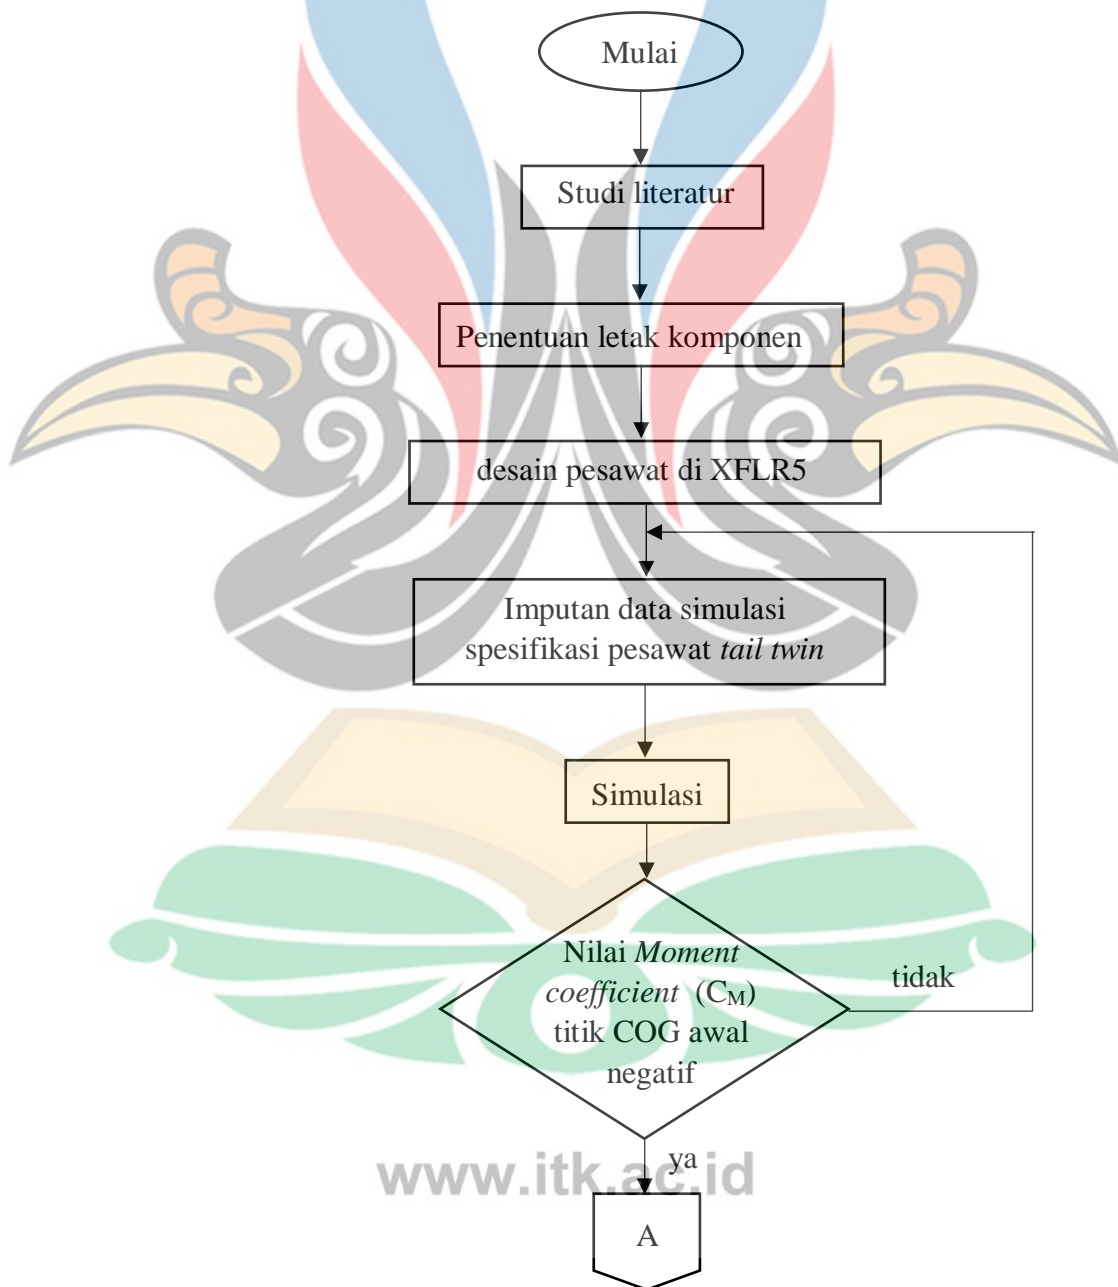 Mulai
Studi literatur
Penentuan letak komponen
desain pesawat di XFLR5
Imputan data simulasi
spesifikasi pesawat tail twin
Simulasi
Nilai Moment
coefficient (CM)
titik COG awal
negatif
tidak
ya
www.itk.ac.id
A